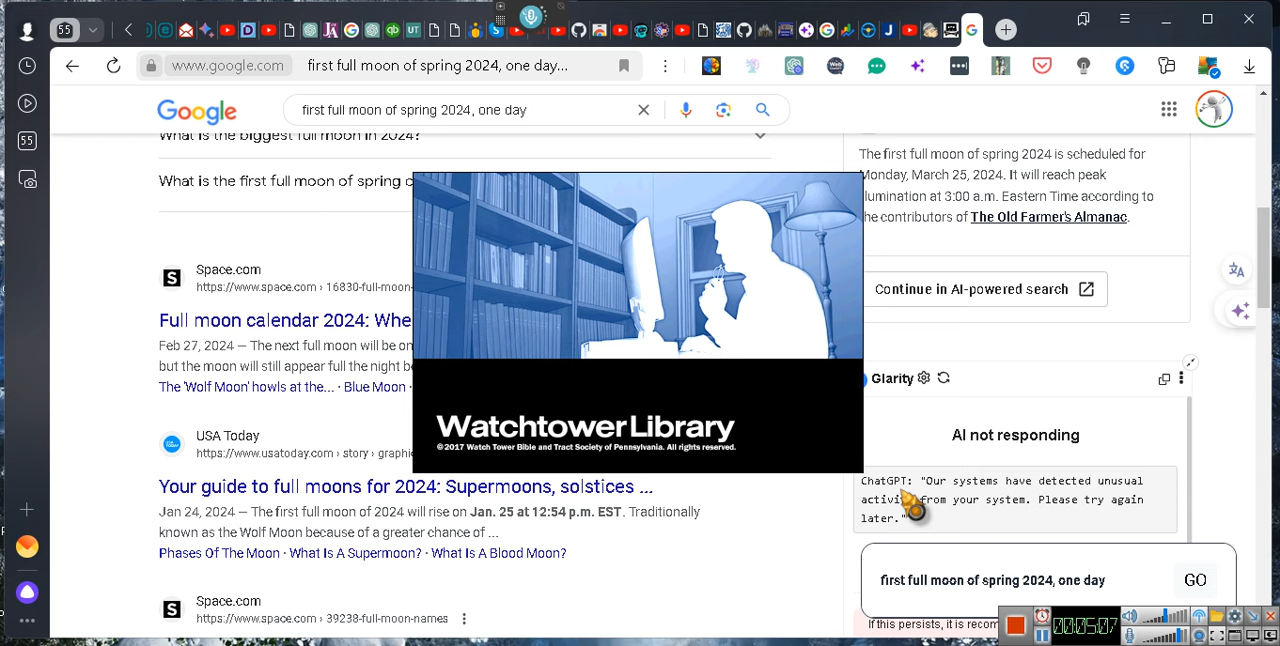 55
www.google.com
first full moon of spring 2024, one day...
Google
first full moon of spring 2024, one day
What is the biggest full moon in 2024?
What is the first full moon of spring
Space.com
https://www.space.com › 16830-full-moon-
Full moon calendar 2024: Whe
Feb 27, 2024 — The next full moon will be on
but the moon will still appear full the night be
The 'Wolf Moon' howls at the... · Blue Moon ·
USA Today
https://www.usatoday.com › story › graphic
Your guide to full moons for 2024: Supermoons, solstices ...
Jan 24, 2024 — The first full moon of 2024 will rise on Jan. 25 at 12:54 p.m. EST. Traditionally
known as the Wolf Moon because of a greater chance of ...
Phases Of The Moon · What Is A Supermoon? · What Is A Blood Moon?
Space.com
https://www.space.com › 39238-full-moon-names
Watchtower Library
©2017 Watch Tower Bible and Tract Society of Pennsylvania. All rights reserved.
The first full moon of spring 2024 is scheduled for
Monday, March 25, 2024. It will reach peak
illumination at 3:00 a.m. Eastern Time according to
the contributors of The Old Farmer's Almanac.
Continue in AI-powered search
Glarity
AI not responding
ChatGPT: "Our systems have detected unusual
activity from your system. Please try again
later."
first full moon of spring 2024, one day
GO
If this persists, it is recom
00:05:07
55